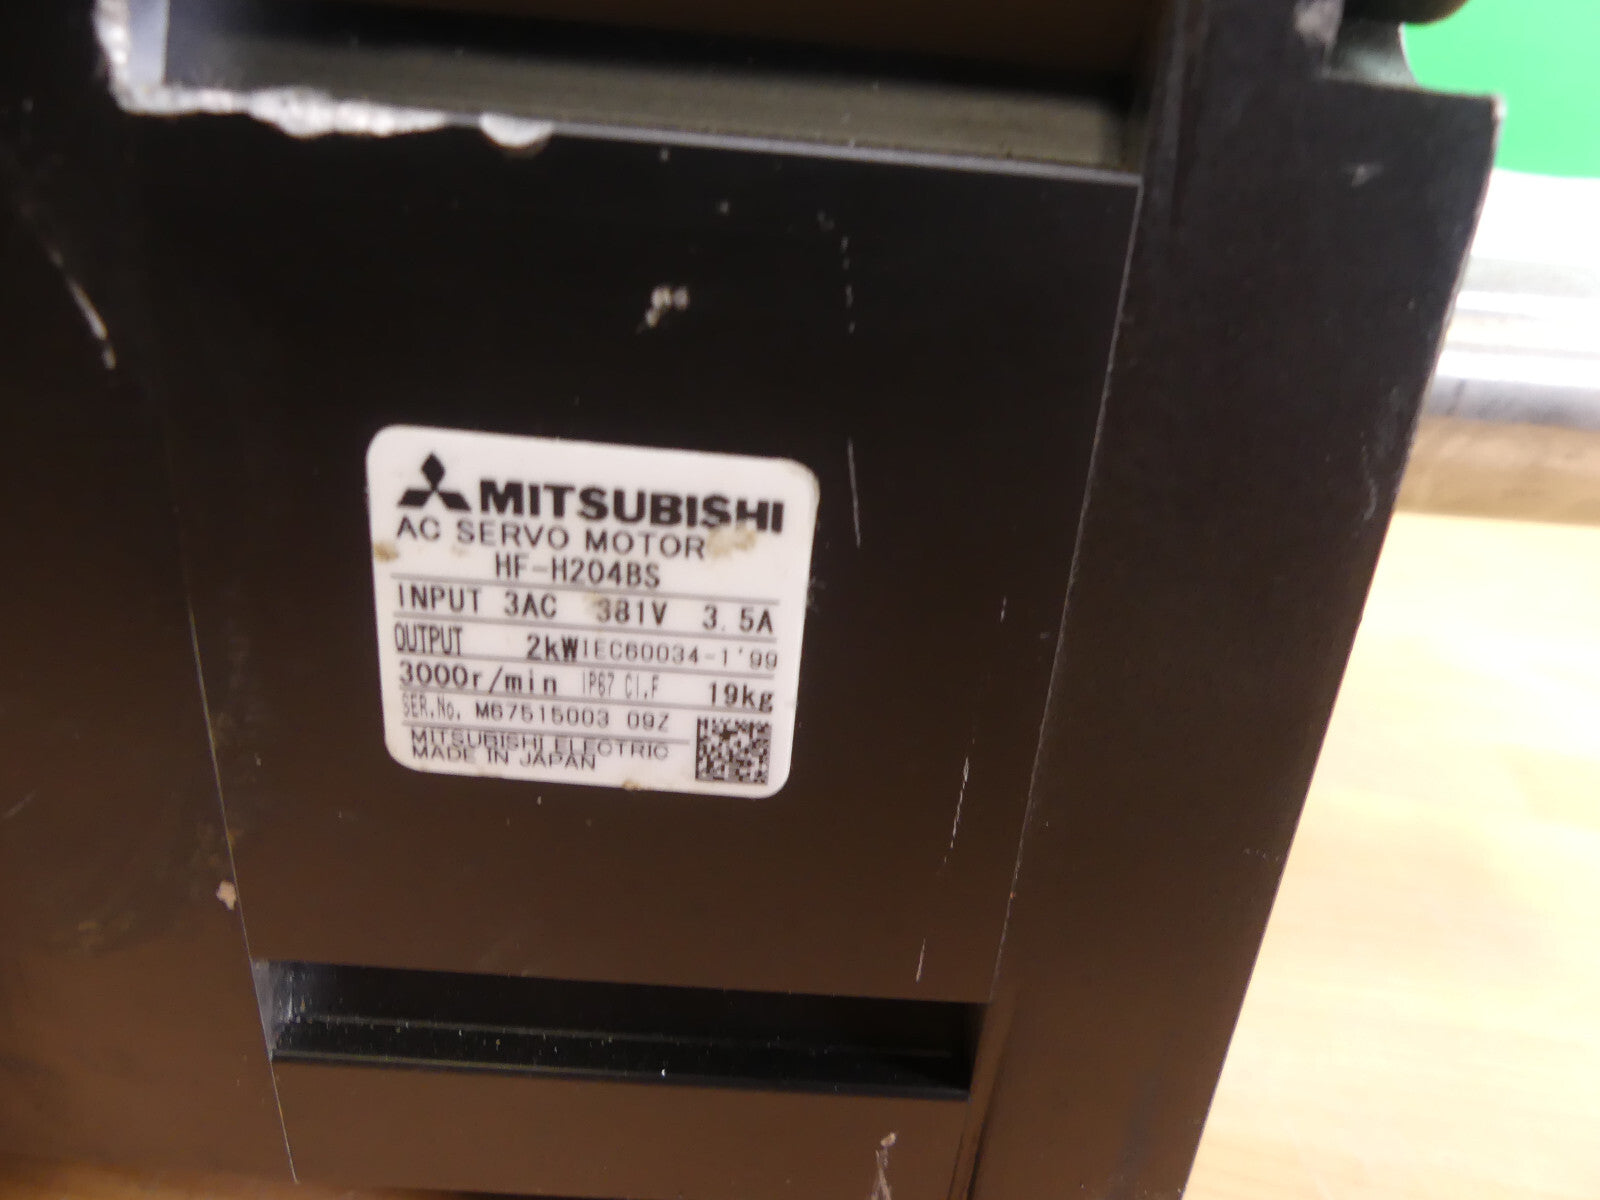 MITSUBISHI
AC SERVO MOTOR
HF-H204BS
INPUT 3AC 381V 3.5A
OUTPUT 2kW IEC60034-1'99
3000r/min IP67 Cl.F 19kg
SER.No. M67515003 09Z
MITSUBISHI ELECTRIC
MADE IN JAPAN